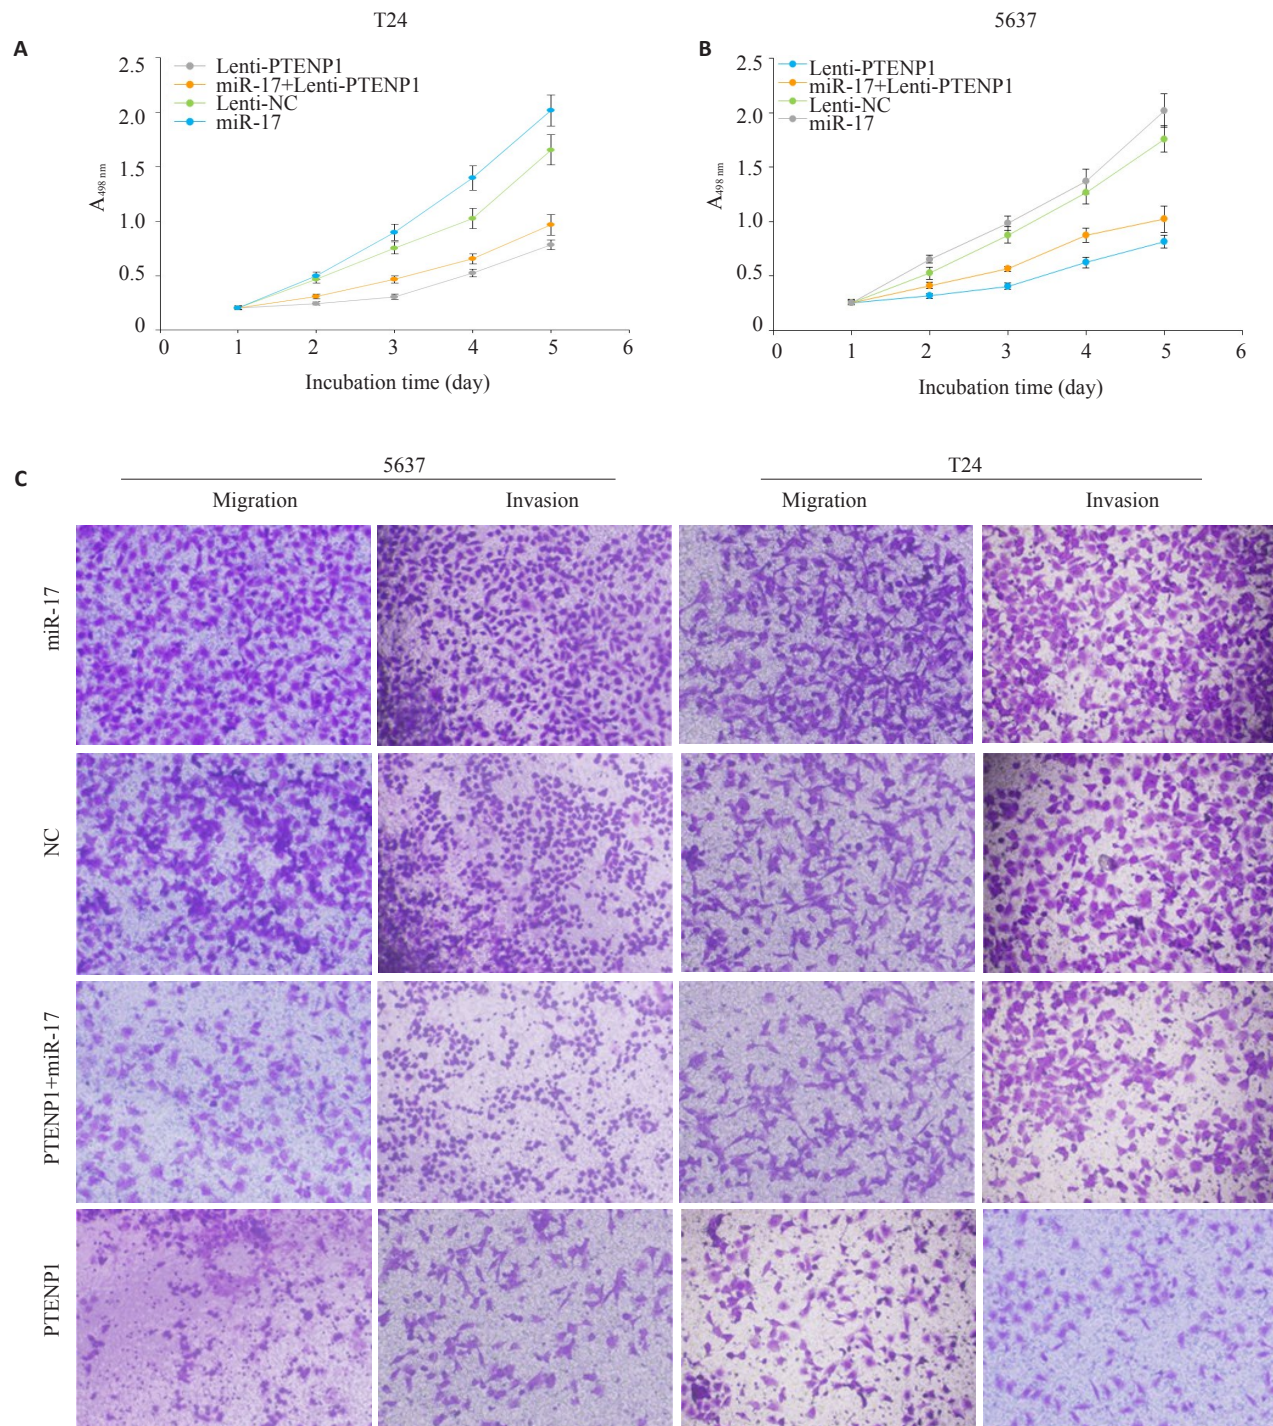 T24
A
Lenti-PTENP1
miR-17+Lenti-PTENP1
Lenti-NC
miR-17
2.5
2.0
1.5
1.0
0.5
0
A498 nm
0 1 2 3 4 5 6
Incubation time (day)
5637
B
Lenti-PTENP1
miR-17+Lenti-PTENP1
Lenti-NC
miR-17
2.5
2.0
1.5
1.0
0.5
0
A498 nm
0 1 2 3 4 5 6
Incubation time (day)
C
5637 T24
Migration Invasion Migration Invasion
miR-17
NC
PTENP1+miR-17
PTENP1